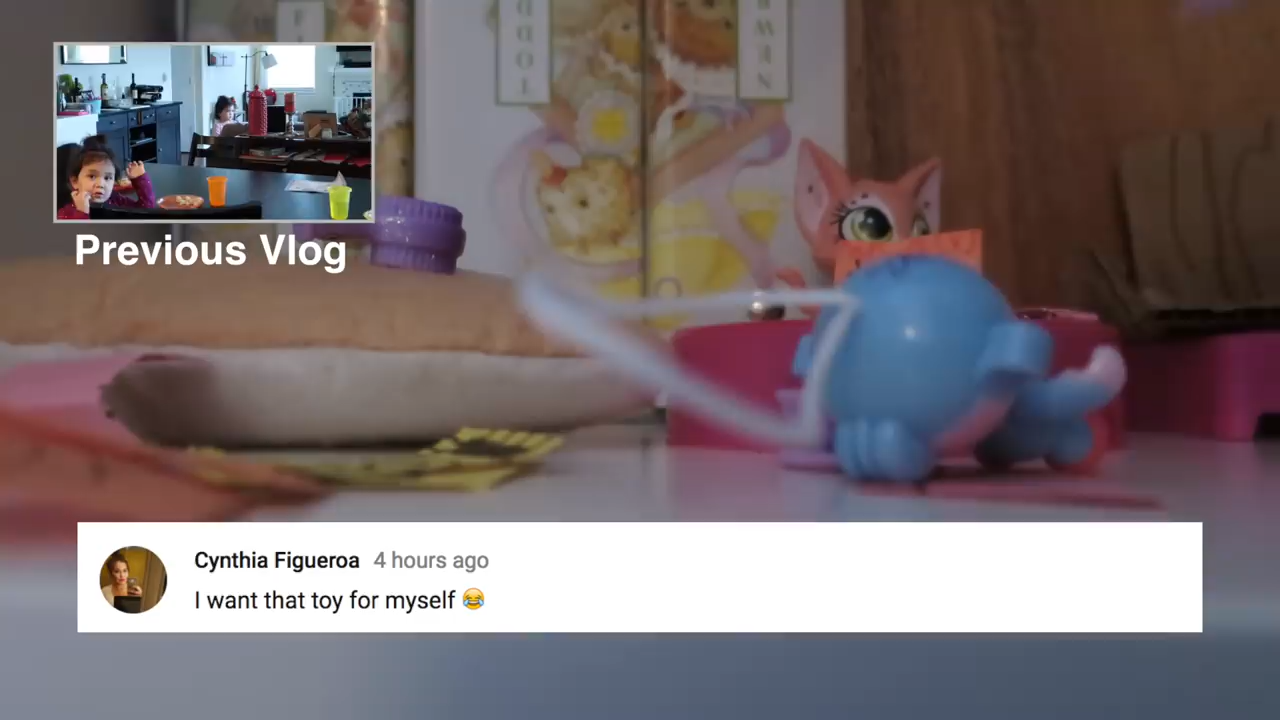 Previous Vlog
Cynthia Figueroa 4 hours ago
I want that toy for myself 😂